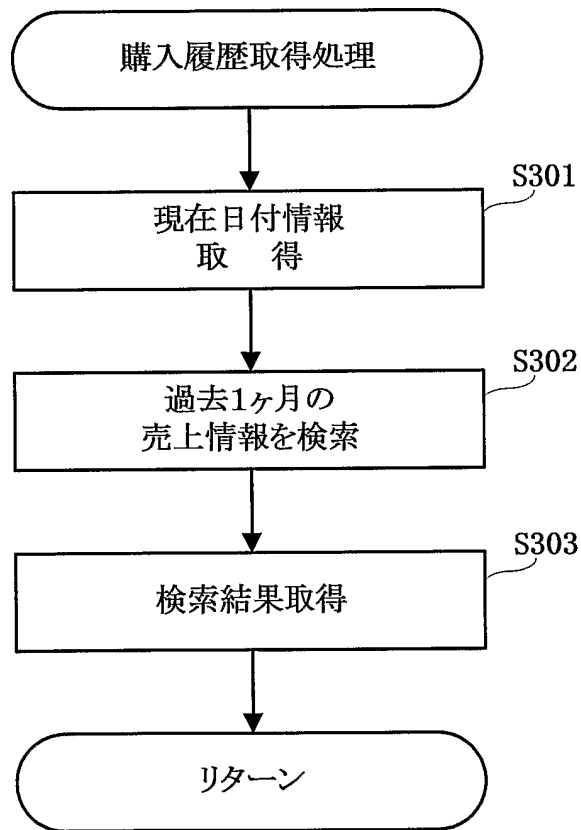 購入履歴取得処理
S301
現在日付情報
取　得
S302
過去1ヶ月の
売上情報を検索
S303
検索結果取得
リターン